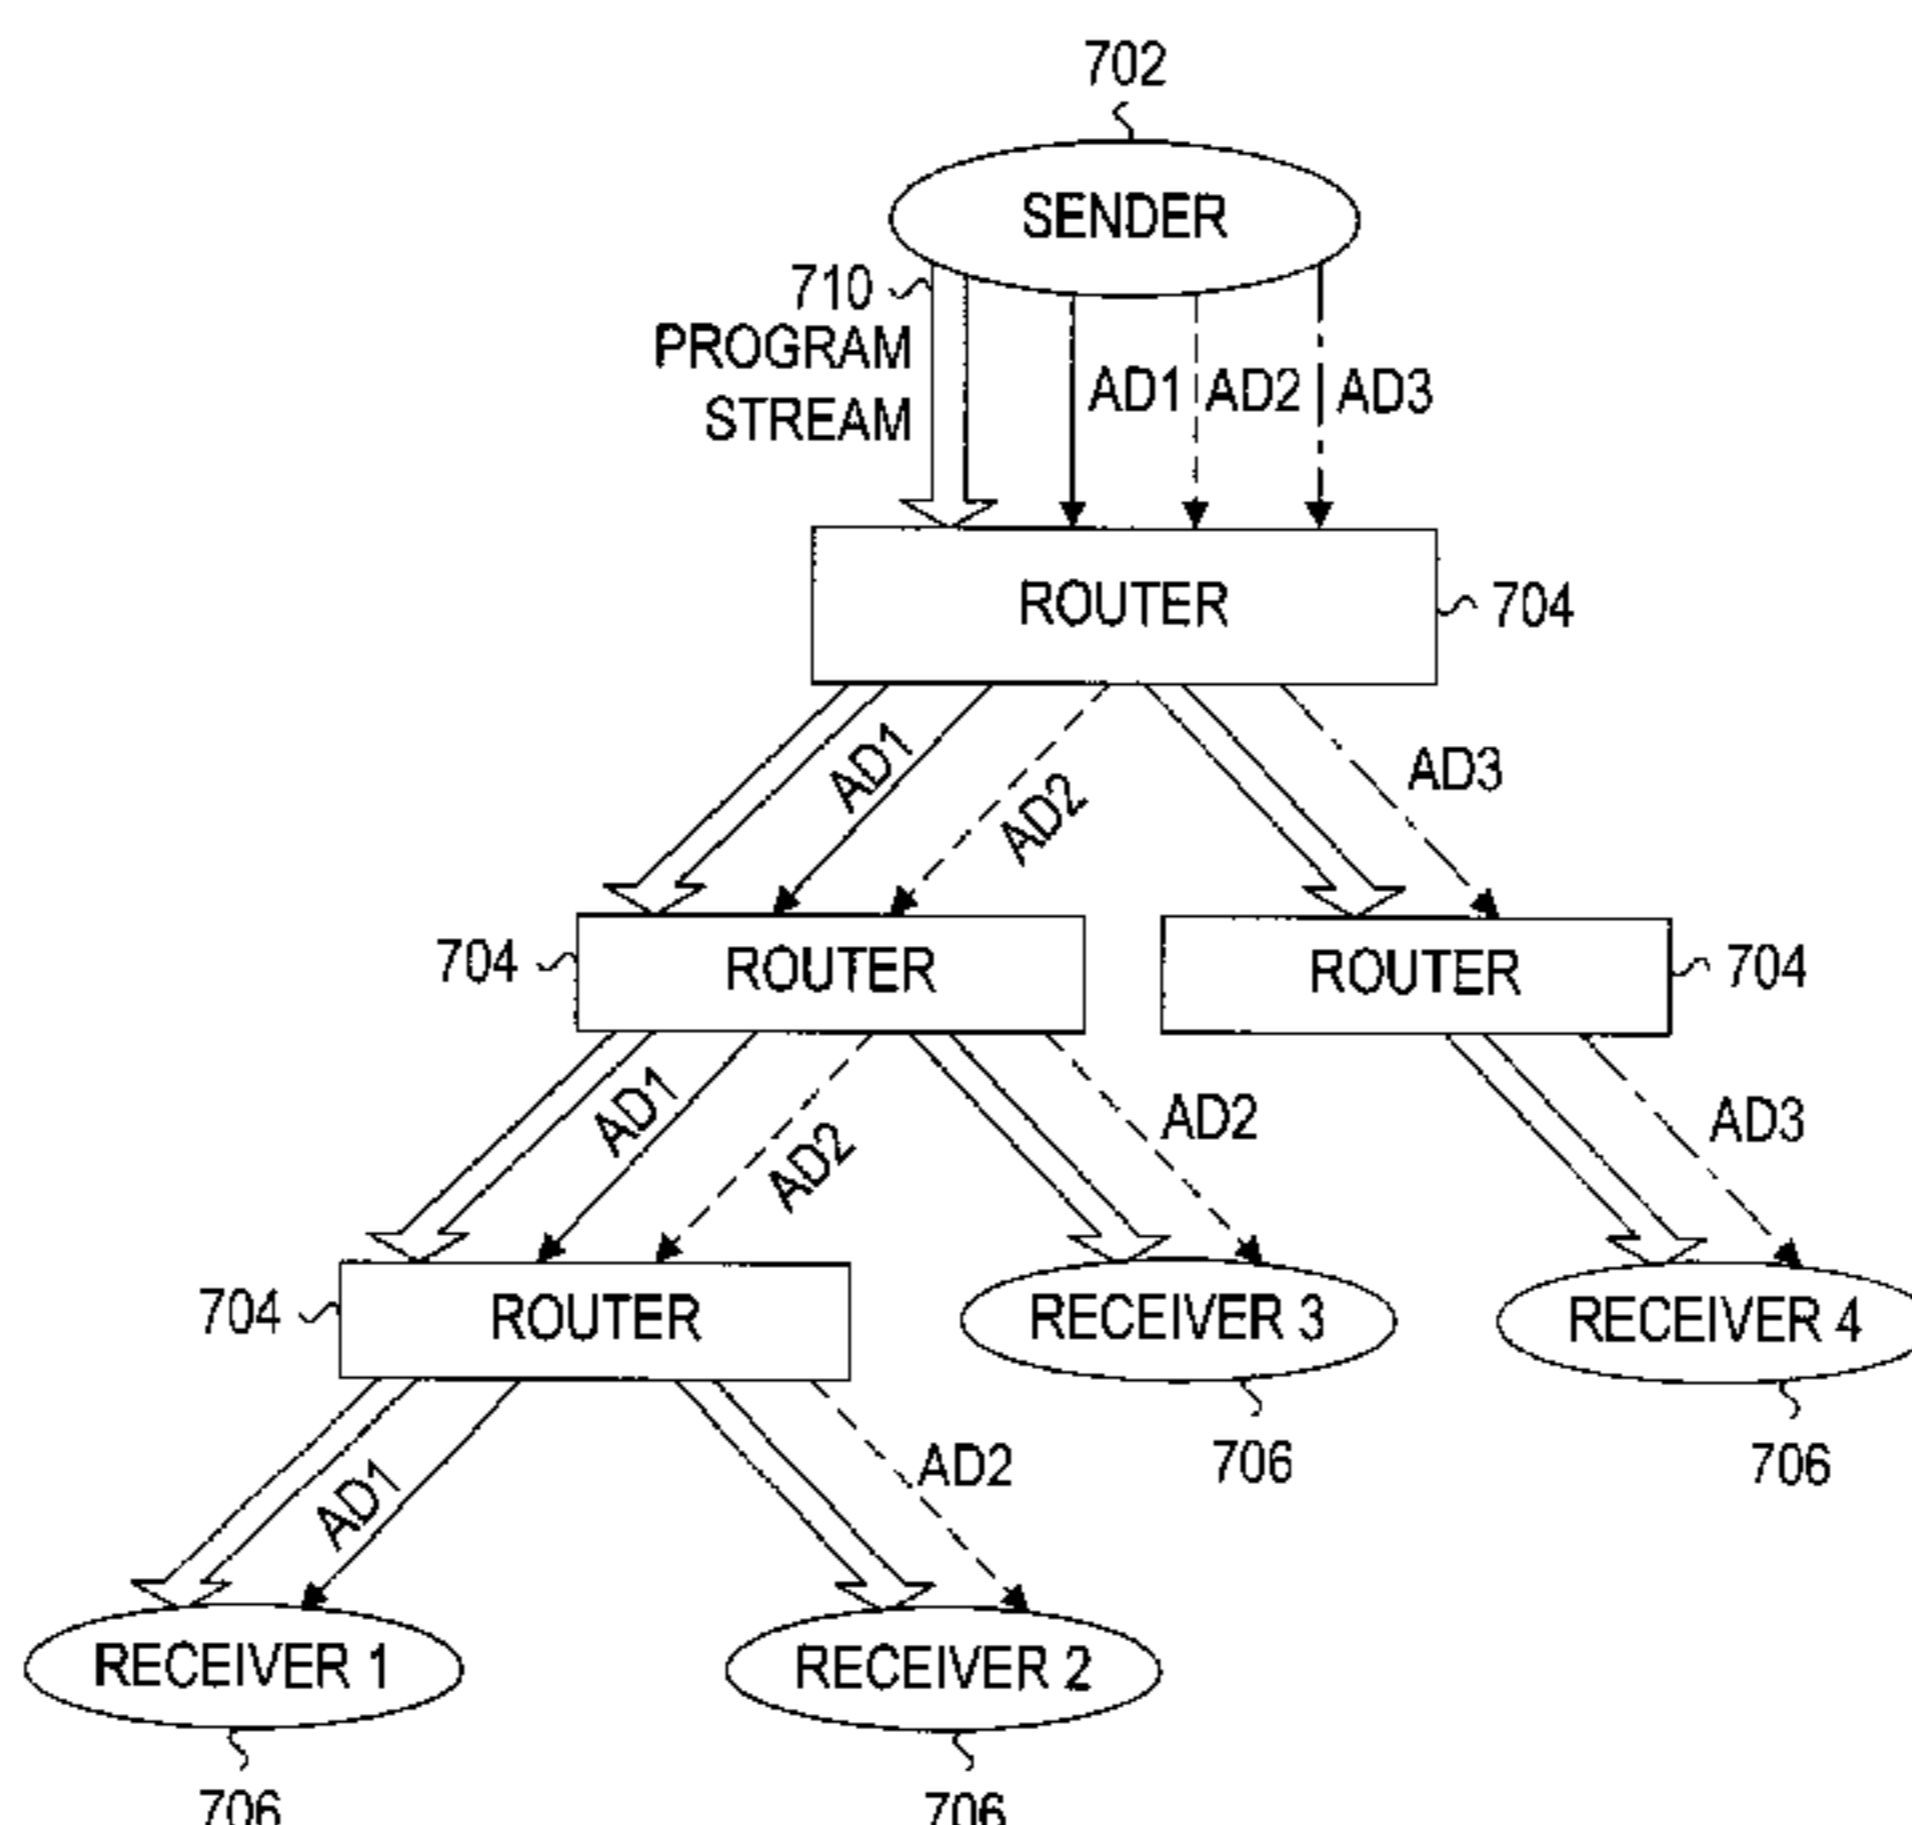 702
SENDER
710
PROGRAM
STREAM
AD1
AD2
AD3
ROUTER
704
AD1
AD2
AD3
704
ROUTER
ROUTER
704
AD1
AD2
AD2
AD3
704
ROUTER
RECEIVER 3
RECEIVER 4
706
706
AD1
AD2
RECEIVER 1
RECEIVER 2
706
706